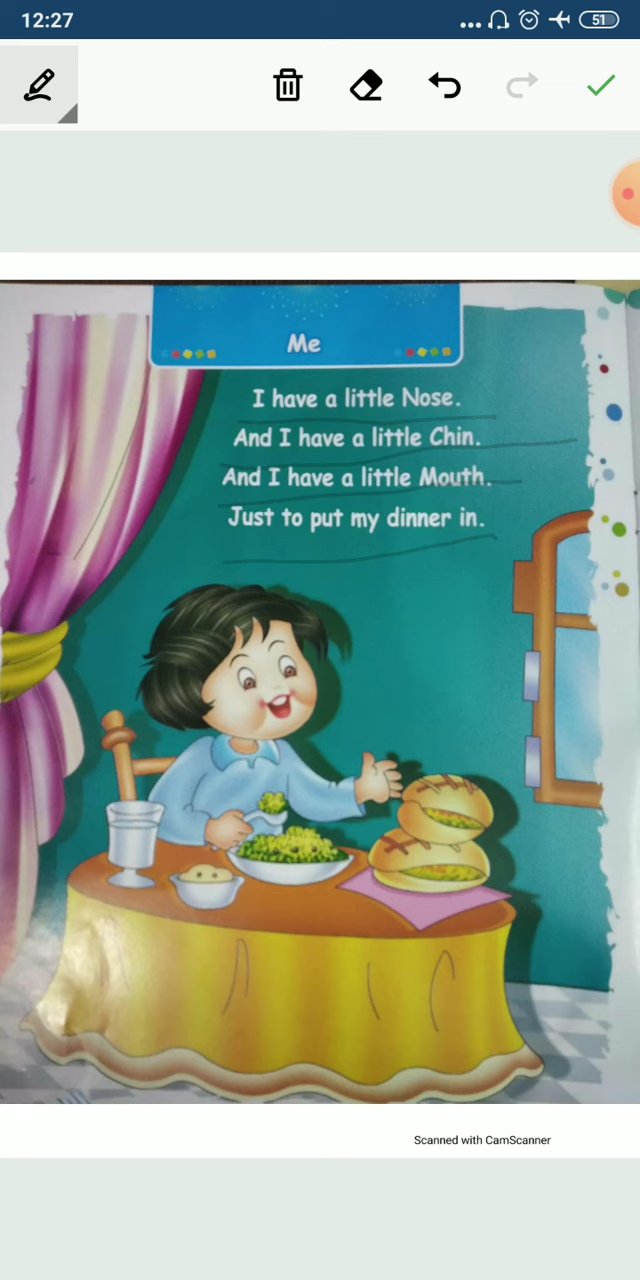 12:27
51
Me
I have a little Nose.
And I have a little Chin.
And I have a little Mouth.
Just to put my dinner in.
Scanned with CamScanner